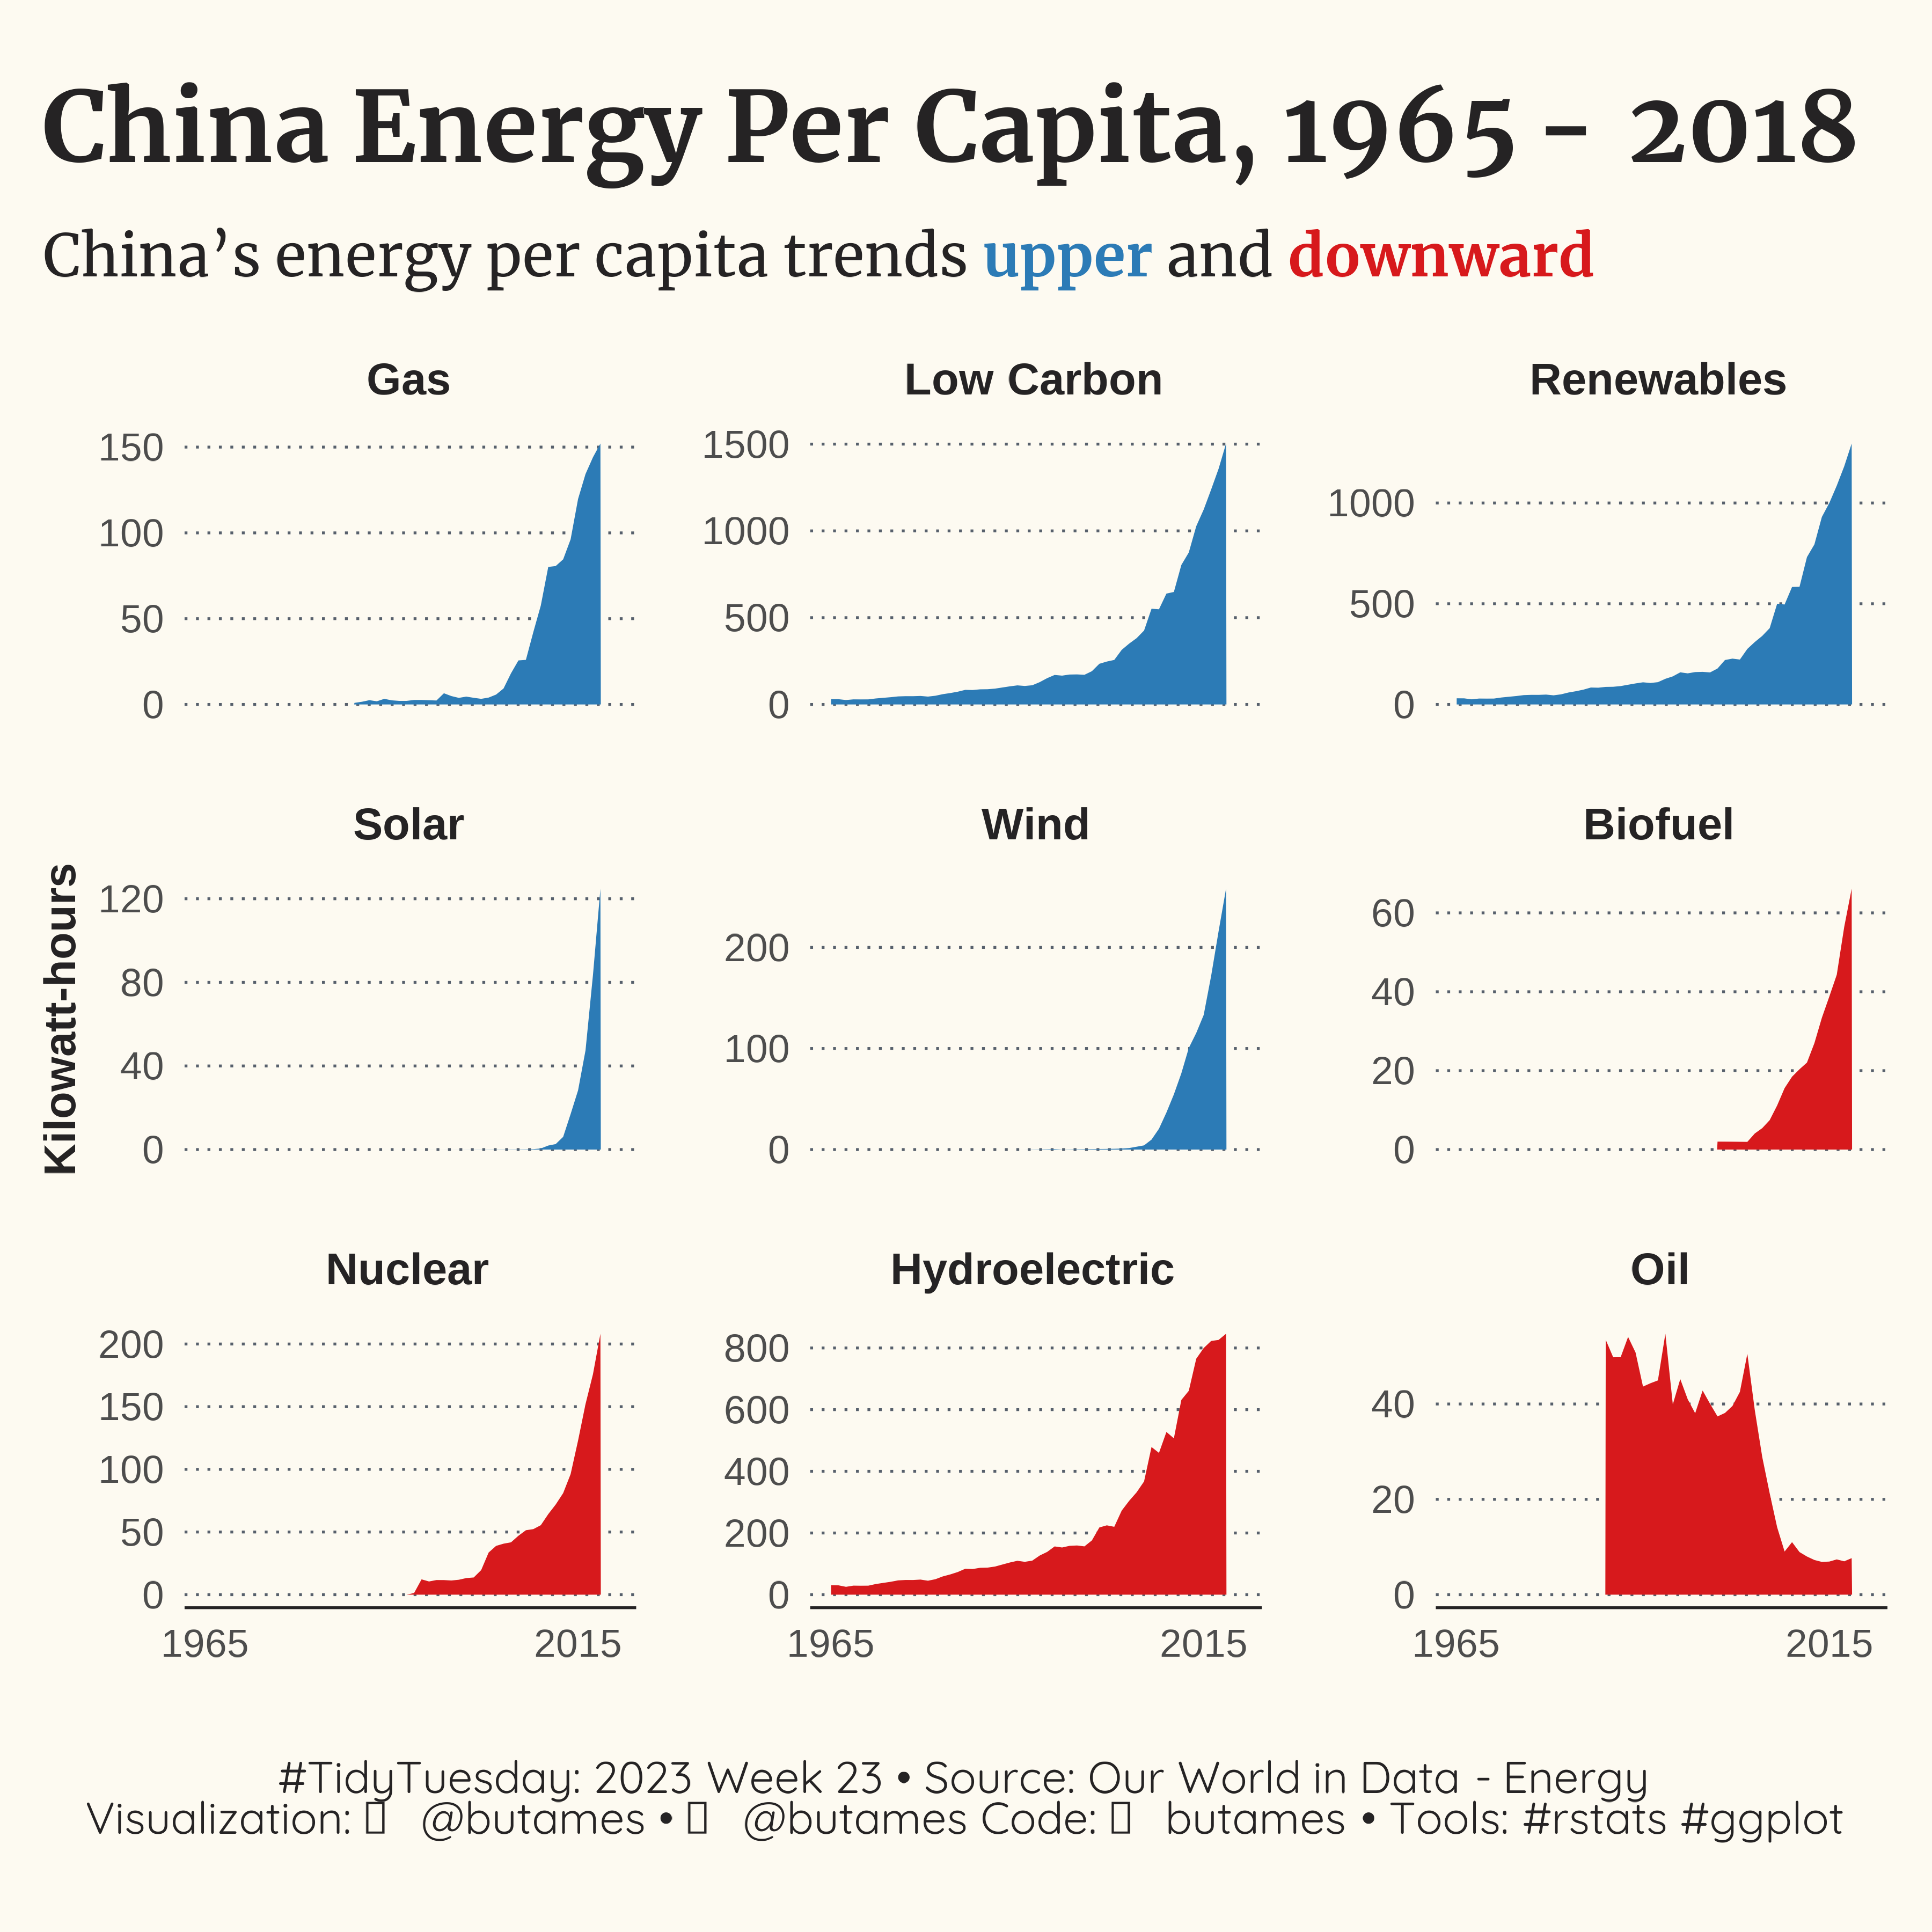 China Energy Per Capita, 1965 - 2018
China’s energy per capita trends upper and downward
Gas
Low Carbon
Renewables
150
100
50
0
1500
1000
500
0
1000
500
0
Kilowatt-hours
Solar
Wind
Biofuel
120
80
40
0
200
100
0
60
40
20
0
Nuclear
Hydroelectric
Oil
200
150
100
50
0
800
600
400
200
0
40
20
0
1965 2015
1965 2015
1965 2015
#TidyTuesday: 2023 Week 23 • Source: Our World in Data - Energy
Visualization: @butames • @butames Code: butames • Tools: #rstats #ggplot